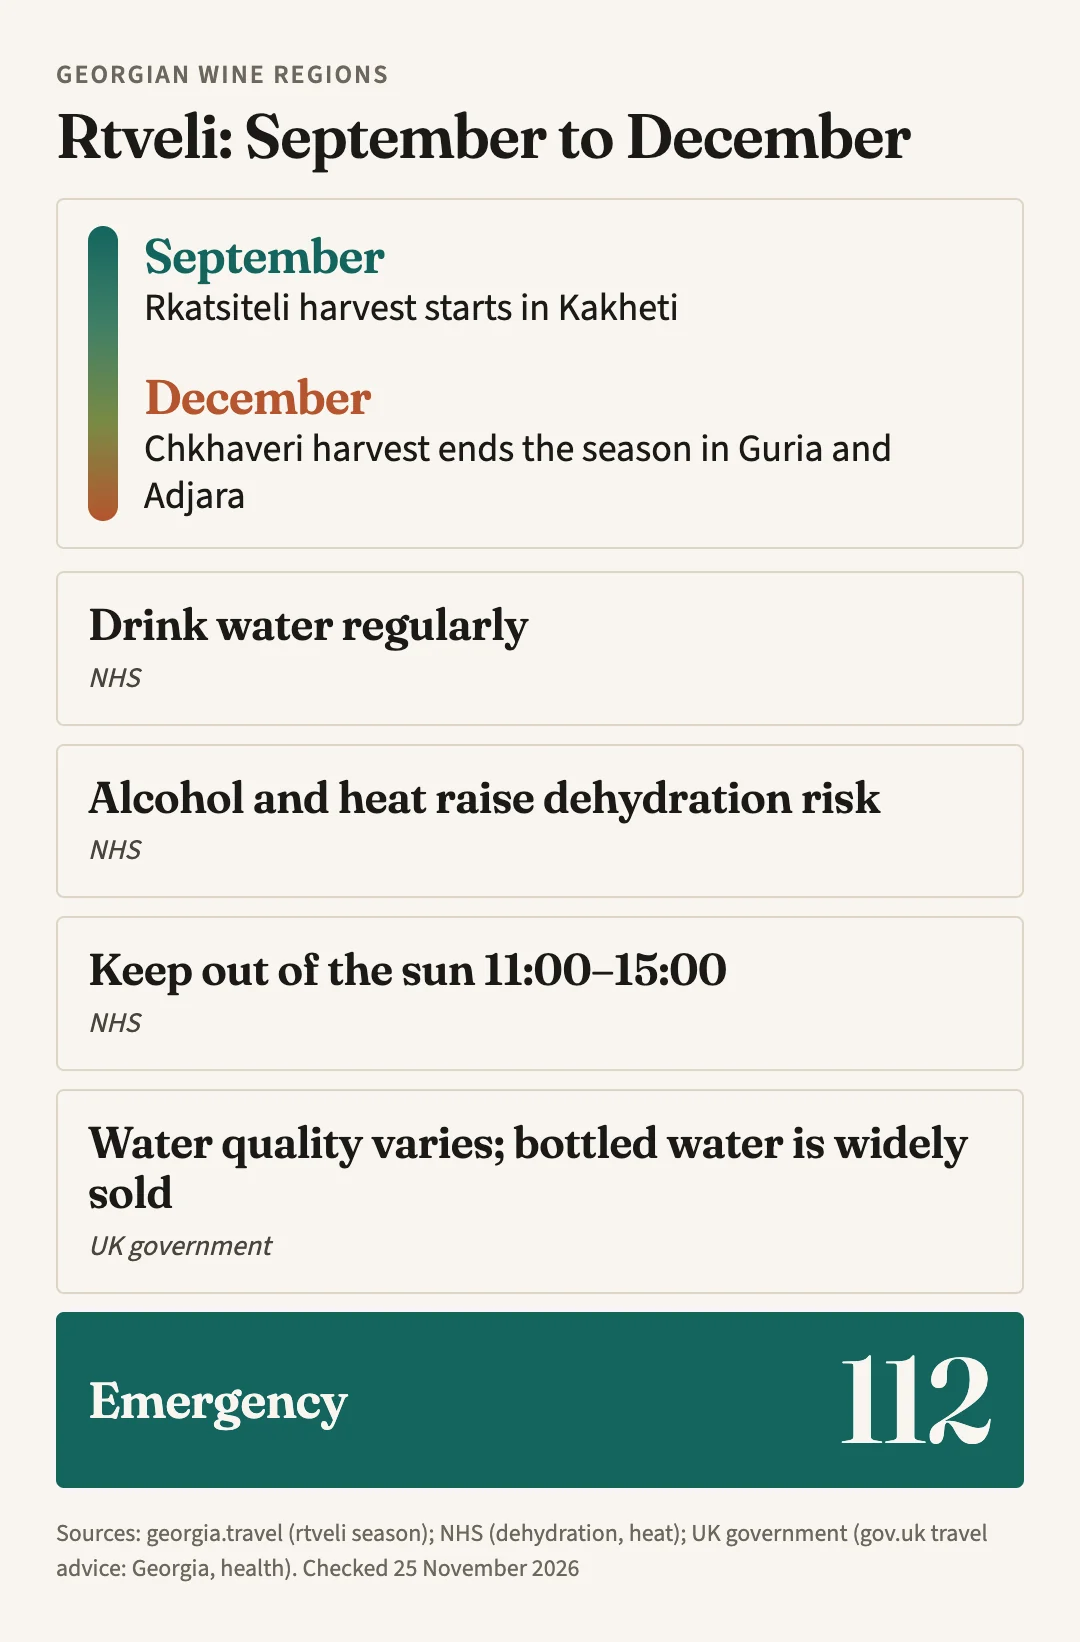 GEORGIAN WINE REGIONS
Rtveli: September to December
September
Rkatsiteli harvest starts in Kakheti
December
Chkhaveri harvest ends the season in Guria and
Adjara
Drink water regularly
NHS
Alcohol and heat raise dehydration risk
NHS
Keep out of the sun 11:00–15:00
NHS
Water quality varies; bottled water is widely
sold
UK government
Emergency
112
Sources: georgia.travel (rtveli season); NHS (dehydration, heat); UK government (gov.uk travel
advice: Georgia, health). Checked 25 November 2026